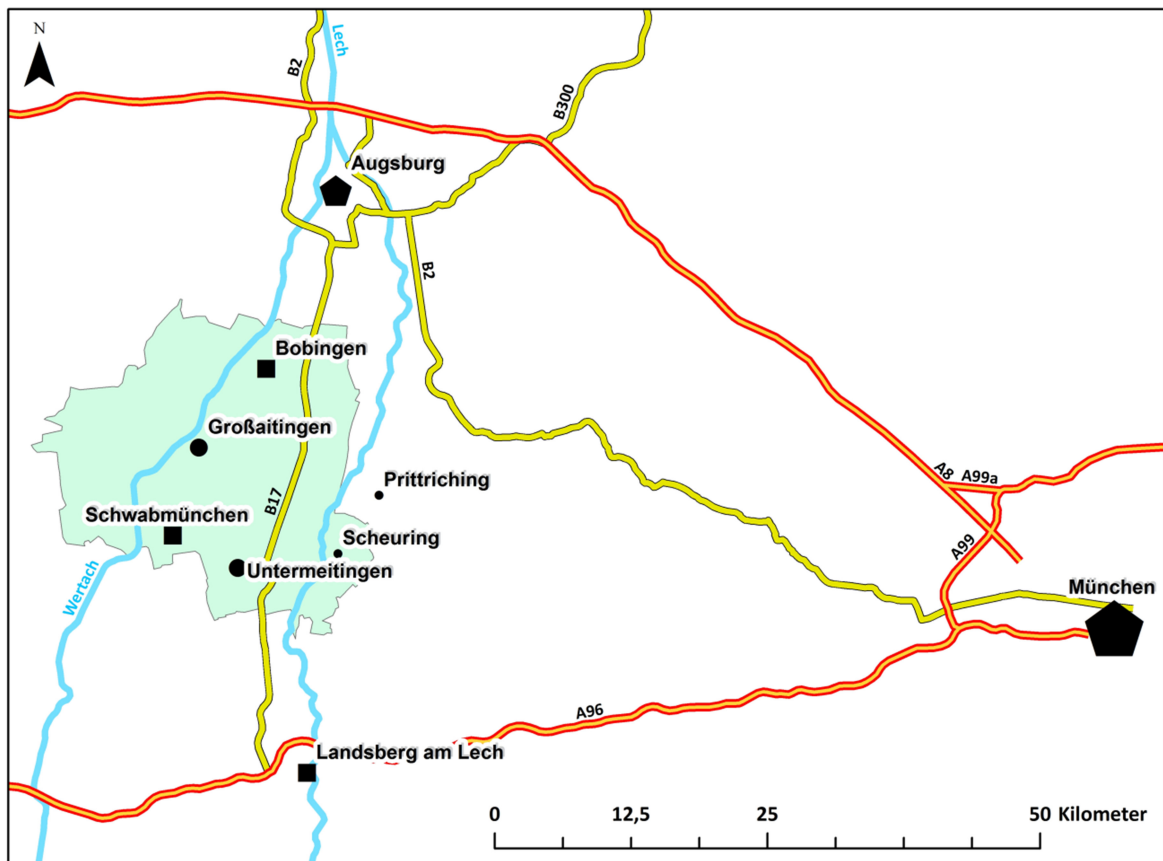 N
B2
Lech
B300
Augsburg
B2
Bobingen
Großaitingen
Prittriching
B17
A8
A99a
Schwabmünchen
Scheuring
A99
Untermeitingen
Wertach
München
A96
Landsberg am Lech
0 12,5 25 50 Kilometer